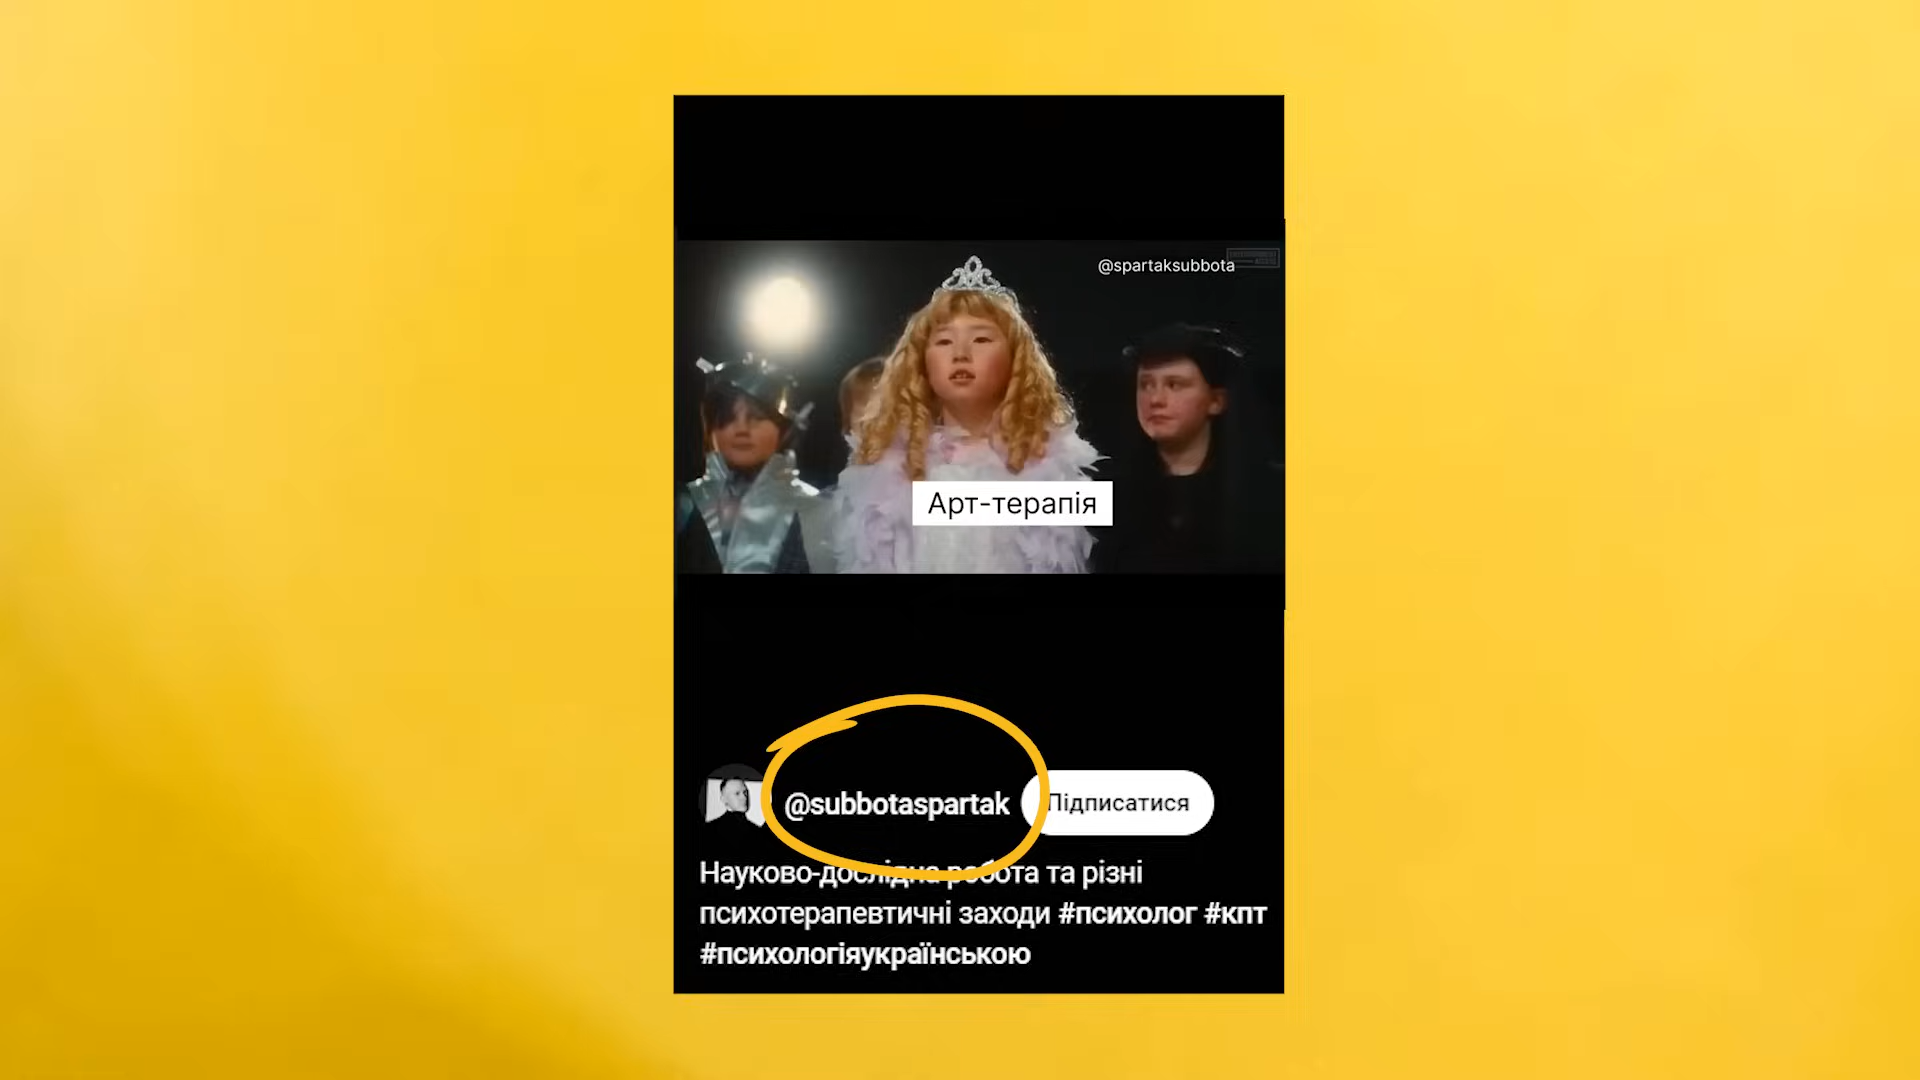 @spartaksubbota
Арт-терапія
@subbotaspartak
Підписатися
Науково-дослідна робота та різні
психотерапевтичні заходи #психолог #кпт
#психологіяукраїнською